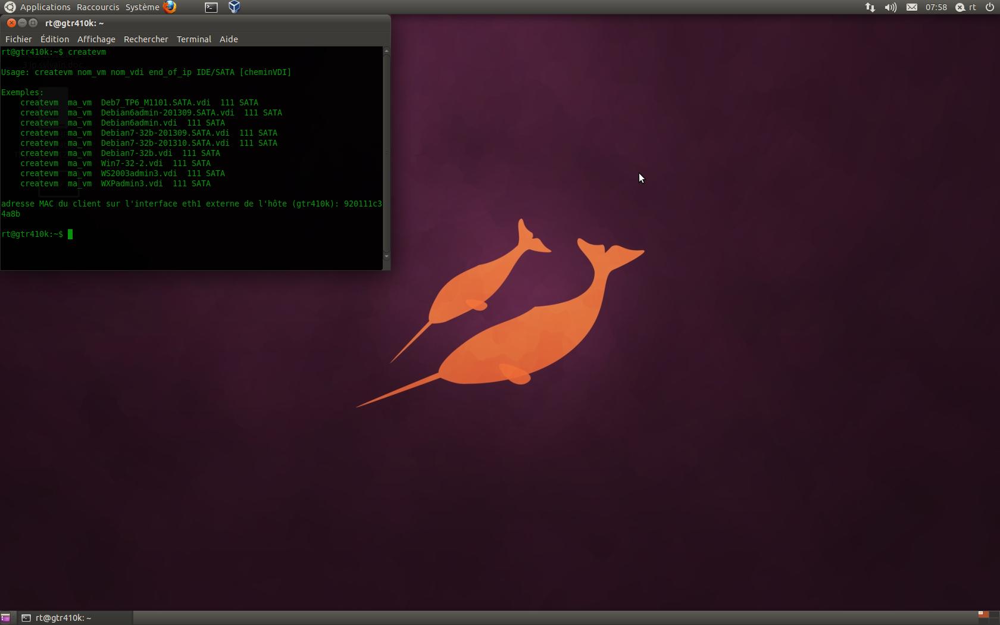 Applications Raccourcis Système 07:58 rt
rt@gtr410k: ~
Fichier Édition Affichage Rechercher Terminal Aide
rt@gtr410k:~$ createvm
Usage: createvm nom_vm nom_vdi end_of_ip IDE/SATA [cheminVDI]
Exemples:
createvm ma_vm Deb7_TP6_M1101.SATA.vdi 111 SATA
createvm ma_vm Debian6admin-201309.SATA.vdi 111 SATA
createvm ma_vm Debian6admin.vdi 111 SATA
createvm ma_vm Debian7-32b-201309.SATA.vdi 111 SATA
createvm ma_vm Debian7-32b-201310.SATA.vdi 111 SATA
createvm ma_vm Debian7-32b.vdi 111 SATA
createvm ma_vm Win7-32-2.vdi 111 SATA
createvm ma_vm WS2003admin3.vdi 111 SATA
createvm ma_vm WXPadmin3.vdi 111 SATA
adresse MAC du client sur l'interface eth1 externe de l'hôte (gtr410k): 920111c3
4a8b
rt@gtr410k:~$
rt@gtr410k: ~